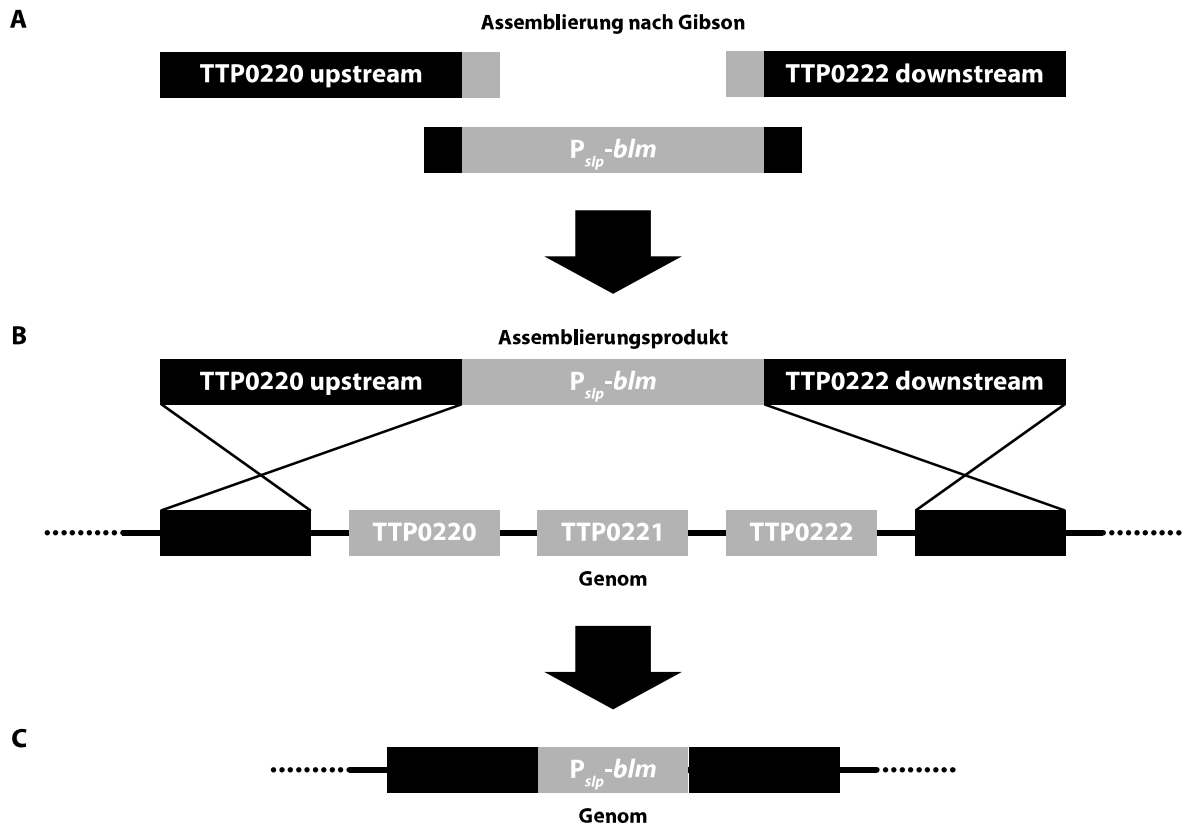 A
Assemblierung nach Gibson
TTP0220 upstream
TTP0222 downstream
Pslp-blm
B
Assemblierungsprodukt
TTP0220 upstream
Pslp-blm
TTP0222 downstream
TTP0220
TTP0221
TTP0222
Genom
C
Pslp-blm
Genom